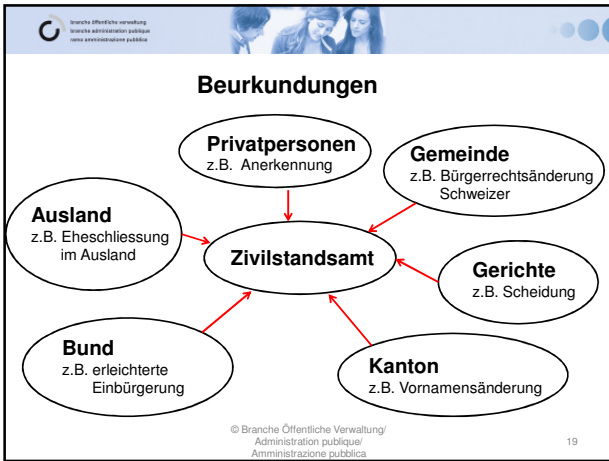 branche öffentliche verwaltung
branche administration publique
ramo amministrazione pubblica
Beurkundungen
Privatpersonen
z.B. Anerkennung
Gemeinde
z.B. Bürgerrechtsänderung
Schweizer
Ausland
z.B. Eheschliessung
im Ausland
Zivilstandsamt
Gerichte
z.B. Scheidung
Bund
z.B. erleichterte
Einbürgerung
Kanton
z.B. Vornamensänderung
© Branche Öffentliche Verwaltung/
Administration publique/
Amministrazione pubblica
19